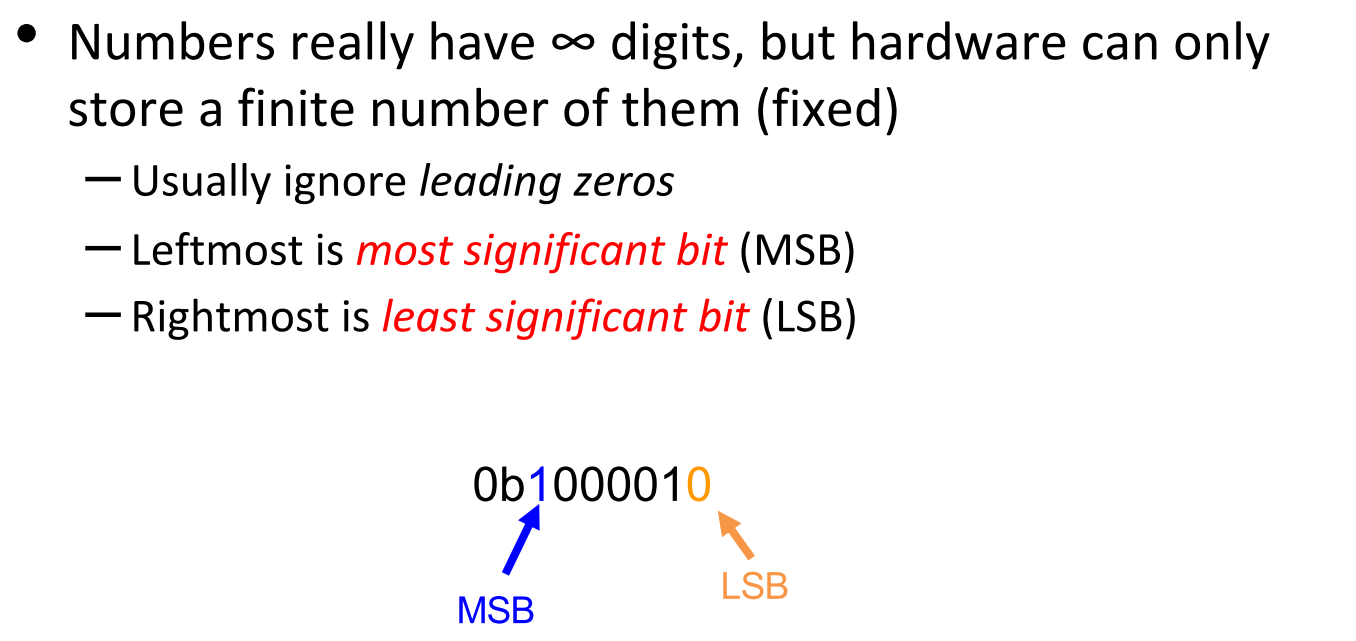 • Numbers really have ∞ digits, but hardware can only
store a finite number of them (fixed)
– Usually ignore leading zeros
– Leftmost is most significant bit (MSB)
– Rightmost is least significant bit (LSB)
0b1000010
MSB
LSB